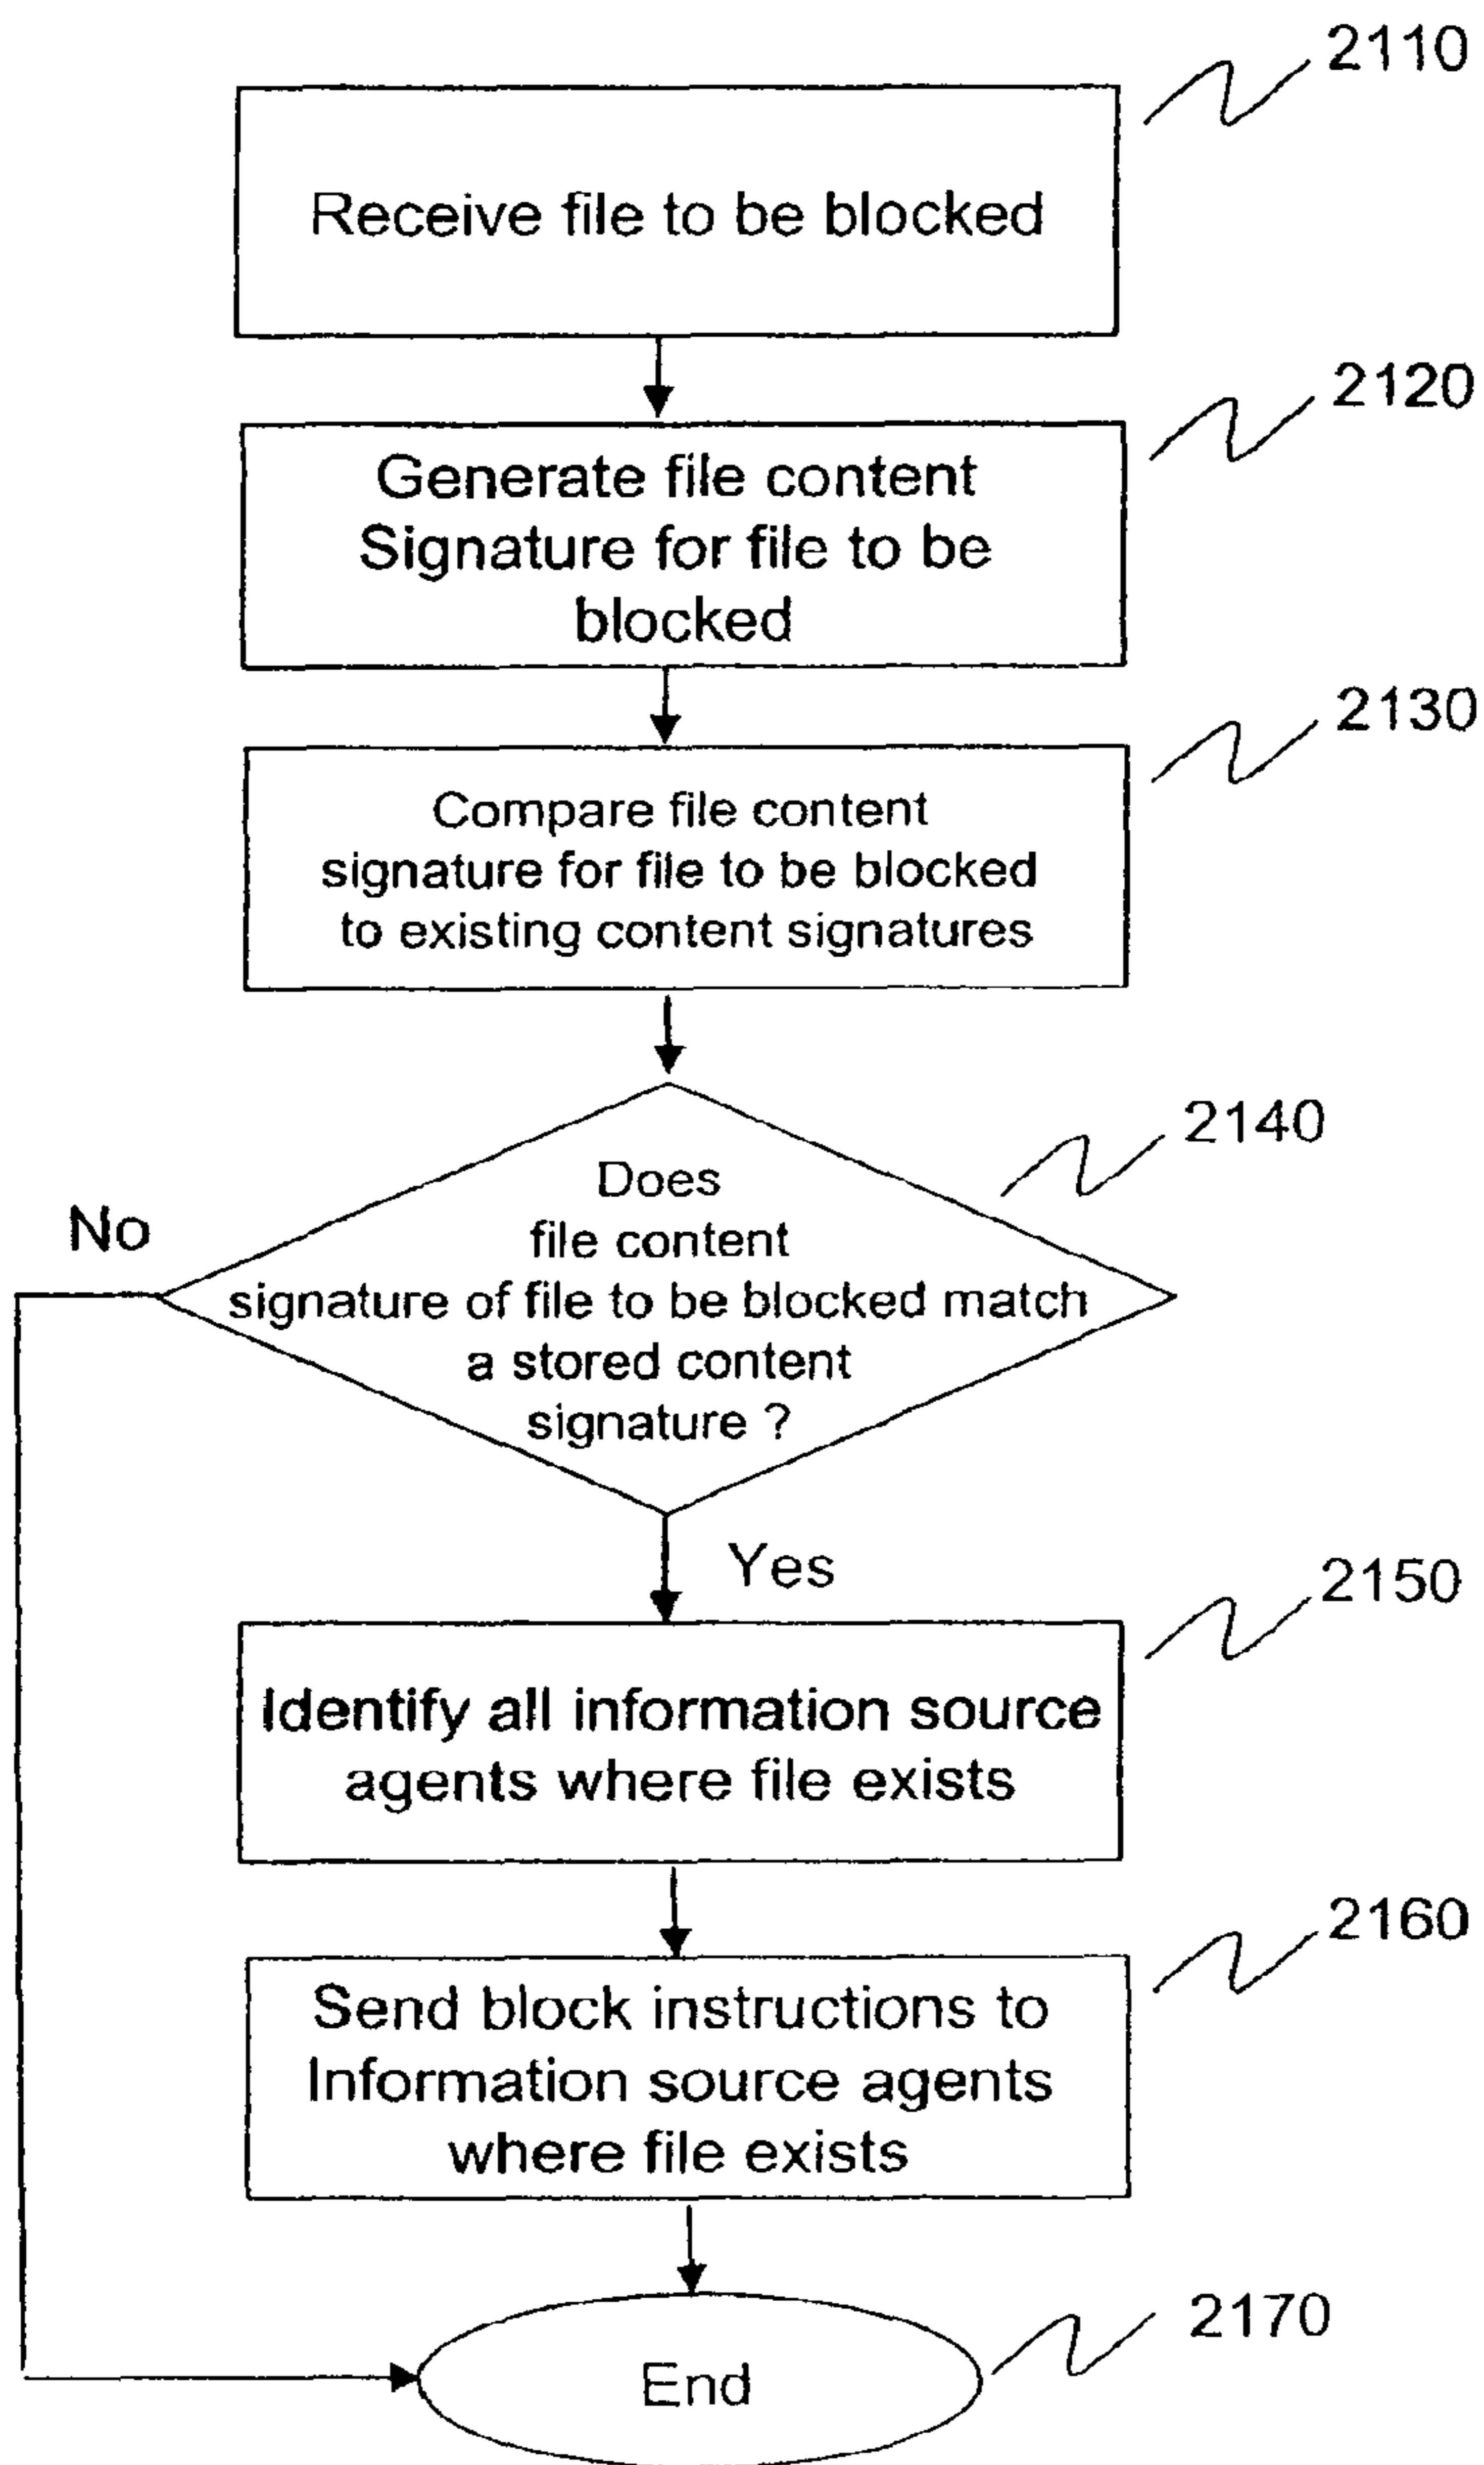 2110
Receive file to be blocked
2120
Generate file content
Signature for file to be
blocked
2130
Compare file content
signature for file to be blocked
to existing content signatures
2140
No
Does
file content
signature of file to be blocked match
a stored content
signature ?
Yes
2150
Identify all information source
agents where file exists
2160
Send block instructions to
Information source agents
where file exists
2170
End